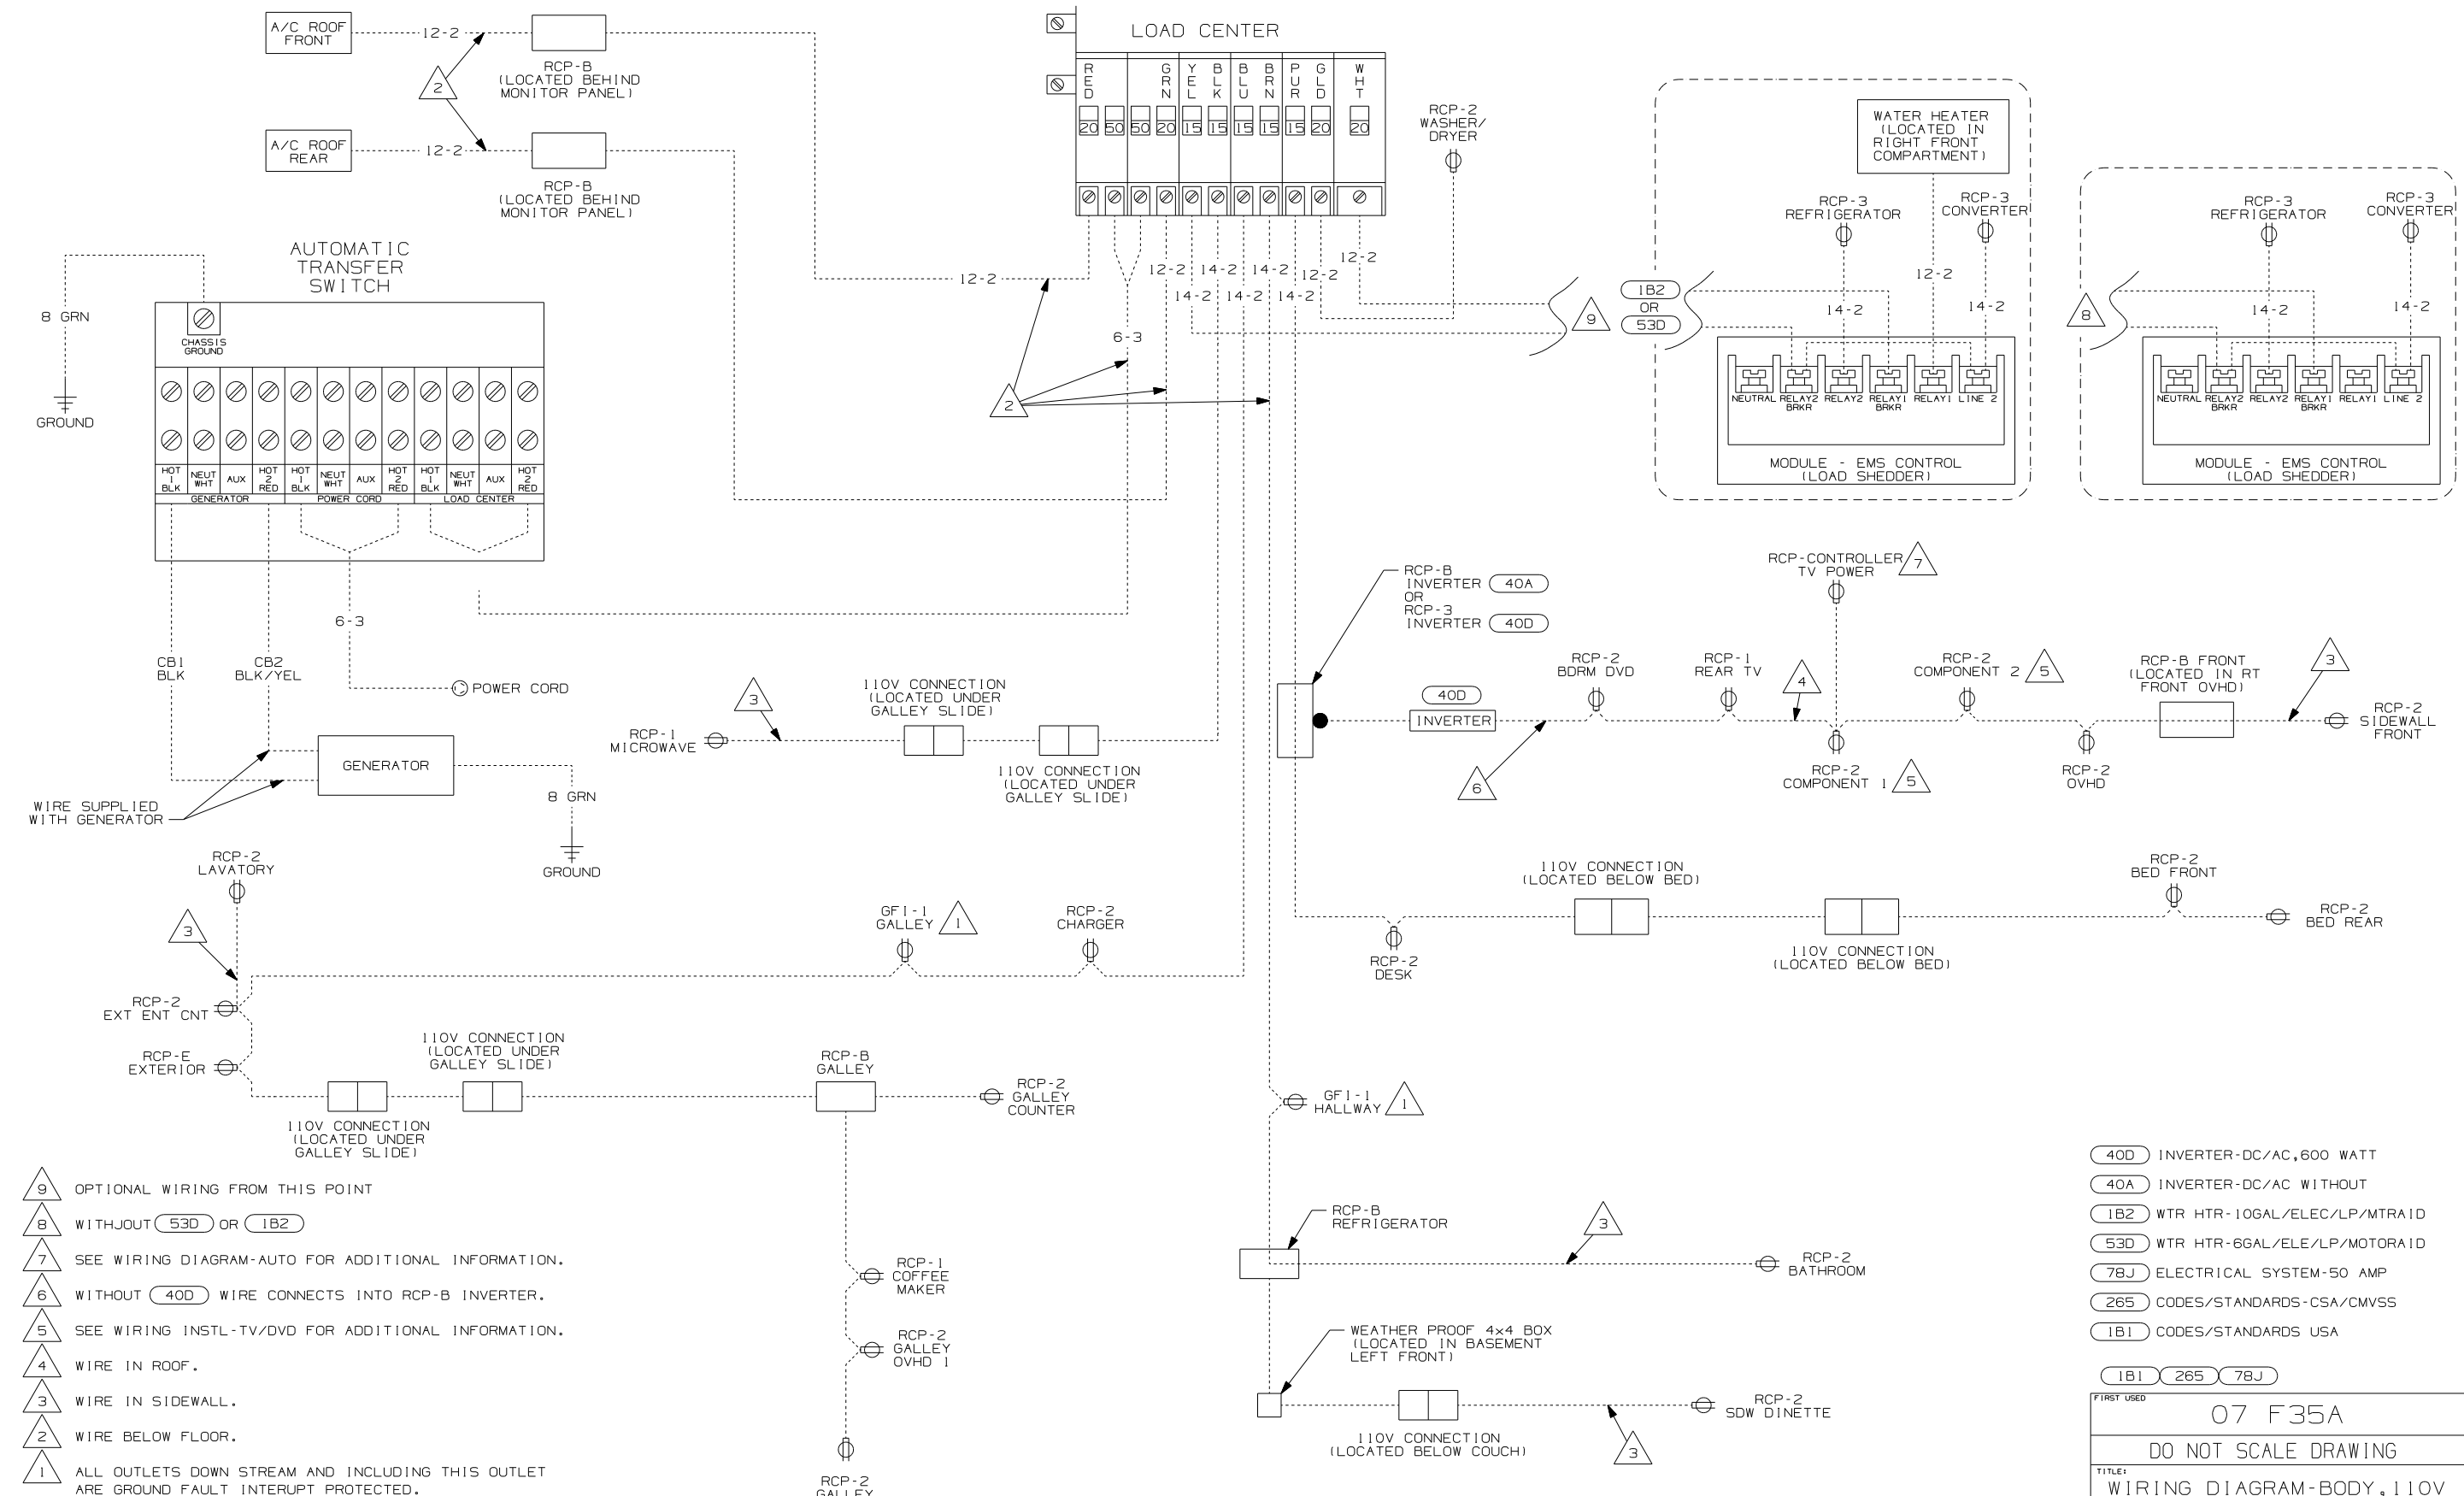 A/C ROOF
FRONT
12-2
RCP-B
(LOCATED BEHIND
MONITOR PANEL)
2
A/C ROOF
REAR
12-2
RCP-B
(LOCATED BEHIND
MONITOR PANEL)
LOAD CENTER
RED
GRN
YEL
BLK
BLU
BRN
PUR
GLD
WHT
20 50 50 20 15 15 15 15 15 20 20
RCP-2
WASHER/
DRYER
12-2
12-2 14-2 14-2 12-2
12-2
14-2 14-2 14-2
6-3
2
9
1B2
OR
53D
WATER HEATER
(LOCATED IN
RIGHT FRONT
COMPARTMENT)
RCP-3
REFRIGERATOR
RCP-3
CONVERTER
12-2
14-2
14-2
NEUTRAL RELAY2 BRKR RELAY2 RELAY1 BRKR RELAY1 LINE 2
MODULE - EMS CONTROL
(LOAD SHEDDER)
8
RCP-3
REFRIGERATOR
RCP-3
CONVERTER
14-2
14-2
NEUTRAL RELAY2 BRKR RELAY2 RELAY1 BRKR RELAY1 LINE 2
MODULE - EMS CONTROL
(LOAD SHEDDER)
AUTOMATIC
TRANSFER
SWITCH
8 GRN
GROUND
CHASSIS
GROUND
HOT 1 BLK
NEUT WHT
AUX
HOT 2 RED
HOT 1 BLK
NEUT WHT
AUX
HOT 2 RED
HOT 1 BLK
NEUT WHT
AUX
HOT 2 RED
GENERATOR
POWER CORD
LOAD CENTER
6-3
CB1
BLK
CB2
BLK/YEL
POWER CORD
GENERATOR
8 GRN
GROUND
WIRE SUPPLIED
WITH GENERATOR
3
RCP-1
MICROWAVE
110V CONNECTION
(LOCATED UNDER
GALLEY SLIDE)
110V CONNECTION
(LOCATED UNDER
GALLEY SLIDE)
RCP-B
INVERTER 40A
OR
RCP-3
INVERTER 40D
40D
INVERTER
6
RCP-2
BDRM DVD
RCP-1
REAR TV
4
RCP-CONTROLLER
TV POWER
7
RCP-2
COMPONENT 1
5
RCP-2
COMPONENT 2
5
RCP-2
OVHD
RCP-B FRONT
(LOCATED IN RT
FRONT OVHD)
3
RCP-2
SIDEWALL
FRONT
RCP-2
LAVATORY
3
GFI-1
GALLEY
1
RCP-2
CHARGER
RCP-2
DESK
110V CONNECTION
(LOCATED BELOW BED)
110V CONNECTION
(LOCATED BELOW BED)
RCP-2
BED FRONT
RCP-2
BED REAR
RCP-2
EXT ENT CNT
RCP-E
EXTERIOR
110V CONNECTION
(LOCATED UNDER
GALLEY SLIDE)
110V CONNECTION
(LOCATED UNDER
GALLEY SLIDE)
RCP-B
GALLEY
RCP-2
GALLEY
COUNTER
RCP-1
COFFEE
MAKER
RCP-2
GALLEY
OVHD 1
RCP-2
GALLEY
GFI-1
HALLWAY
1
RCP-B
REFRIGERATOR
3
RCP-2
BATHROOM
WEATHER PROOF 4x4 BOX
(LOCATED IN BASEMENT
LEFT FRONT)
110V CONNECTION
(LOCATED BELOW COUCH)
3
RCP-2
SDW DINETTE
9 OPTIONAL WIRING FROM THIS POINT
8 WITHJOUT 53D OR 1B2
7 SEE WIRING DIAGRAM-AUTO FOR ADDITIONAL INFORMATION.
6 WITHOUT 40D WIRE CONNECTS INTO RCP-B INVERTER.
5 SEE WIRING INSTL-TV/DVD FOR ADDITIONAL INFORMATION.
4 WIRE IN ROOF.
3 WIRE IN SIDEWALL.
2 WIRE BELOW FLOOR.
1 ALL OUTLETS DOWN STREAM AND INCLUDING THIS OUTLET
ARE GROUND FAULT INTERUPT PROTECTED.
40D INVERTER-DC/AC,600 WATT
40A INVERTER-DC/AC WITHOUT
1B2 WTR HTR-10GAL/ELEC/LP/MTRAID
53D WTR HTR-6GAL/ELE/LP/MOTORAID
78J ELECTRICAL SYSTEM-50 AMP
265 CODES/STANDARDS-CSA/CMVSS
1B1 CODES/STANDARDS USA
1B1 265 78J
FIRST USED
07 F35A
DO NOT SCALE DRAWING
TITLE:
WIRING DIAGRAM-BODY,110V